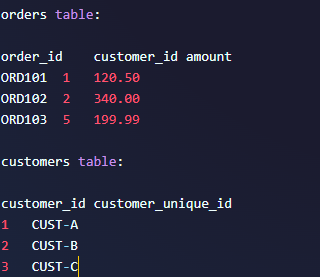 orders table:
order_id customer_id amount
ORD101 1 120.50
ORD102 2 340.00
ORD103 5 199.99
customers table:
customer_id customer_unique_id
1 CUST-A
2 CUST-B
3 CUST-C